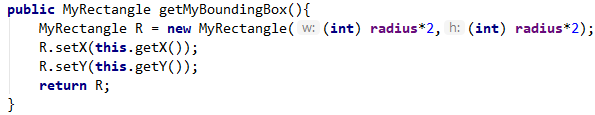 public MyRectangle getMyBoundingBox(){
MyRectangle R = new MyRectangle( w: (int) radius*2, h: (int) radius*2);
R.setX(this.getX());
R.setY(this.getY());
return R;
}